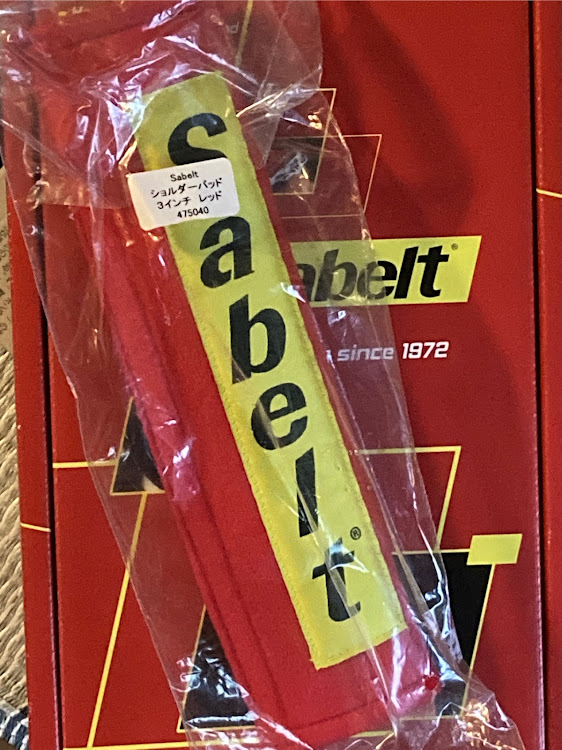 Sabelt®
Sabelt
ショルダーパッド
3インチ レッド
475040
abelt®
since 1972